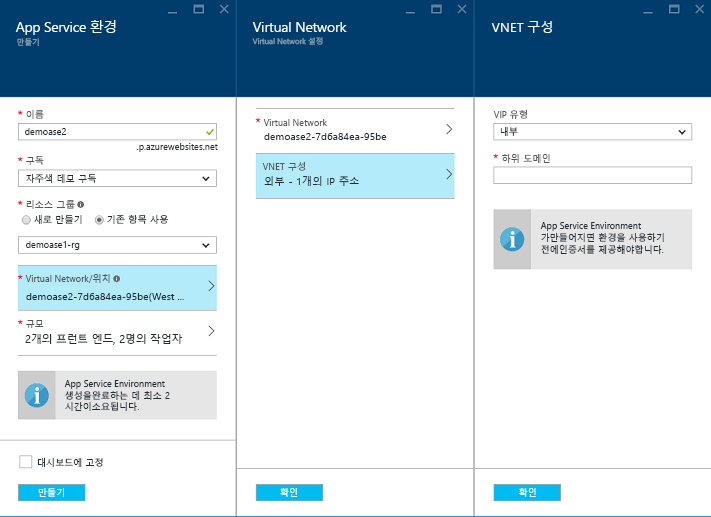 App Service 환경
만들기
* 이름
demoase2
.p.azurewebsites.net
* 구독
자주색 데모 구독
* 리소스 그룹
새로 만들기 기존 항목 사용
demoase1-rg
* Virtual Network/위치
demoase2-7d6a84ea-95be(West ...
* 규모
2개의 프런트 엔드, 2명의 작업자
App Service Environment
생성을완료하는 데 최소 2
시간이소요됩니다.
대시보드에 고정
만들기
Virtual Network
Virtual Network 설정
* Virtual Network
demoase2-7d6a84ea-95be
VNET 구성
외부 - 1개의 IP 주소
확인
VNET 구성
VIP 유형
내부
* 하위 도메인
App Service Environment
가만들어지면 환경을 사용하기
전에인증서를 제공해야합니다.
확인